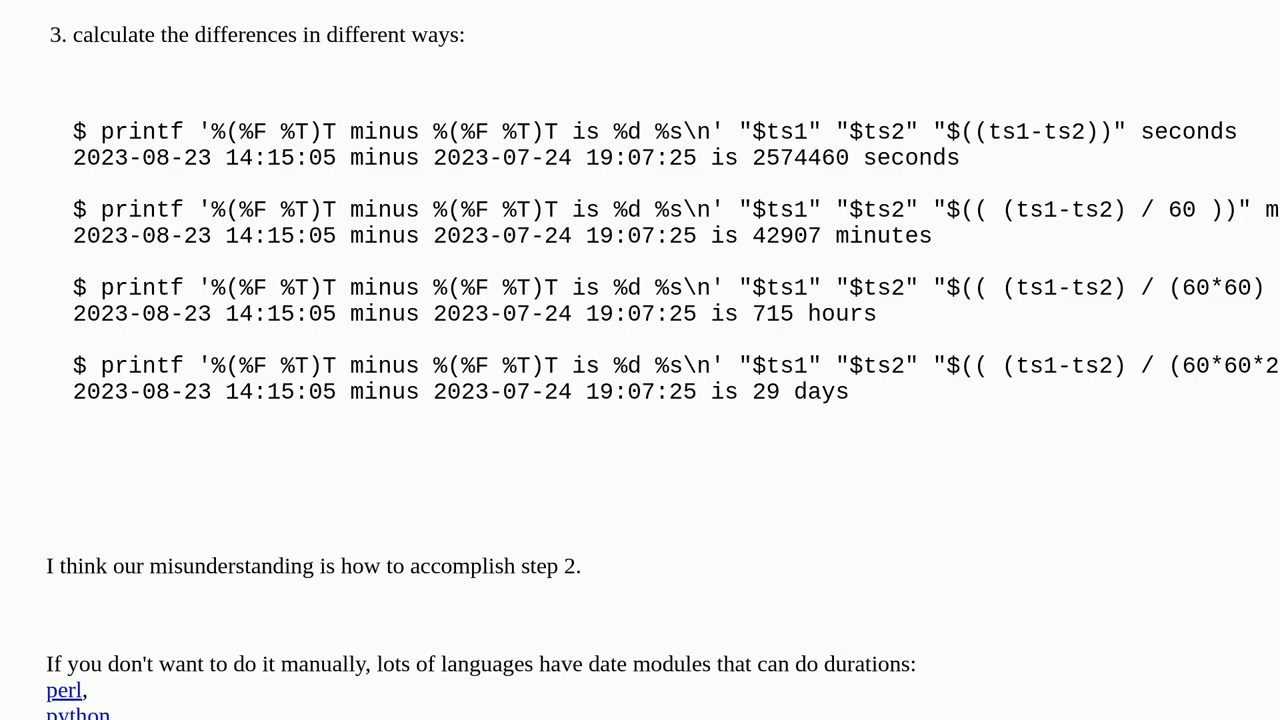 3. calculate the differences in different ways:
$ printf '%(%F %T)T minus %(%F %T)T is %d %s\n' "$ts1" "$ts2" "$((ts1-ts2))" seconds
2023-08-23 14:15:05 minus 2023-07-24 19:07:25 is 2574460 seconds
$ printf '%(%F %T)T minus %(%F %T)T is %d %s\n' "$ts1" "$ts2" "$(( (ts1-ts2) / 60 ))" m
2023-08-23 14:15:05 minus 2023-07-24 19:07:25 is 42907 minutes
$ printf '%(%F %T)T minus %(%F %T)T is %d %s\n' "$ts1" "$ts2" "$(( (ts1-ts2) / (60*60)
2023-08-23 14:15:05 minus 2023-07-24 19:07:25 is 715 hours
$ printf '%(%F %T)T minus %(%F %T)T is %d %s\n' "$ts1" "$ts2" "$(( (ts1-ts2) / (60*60*2
2023-08-23 14:15:05 minus 2023-07-24 19:07:25 is 29 days
I think our misunderstanding is how to accomplish step 2.
If you don't want to do it manually, lots of languages have date modules that can do durations:
perl,
python